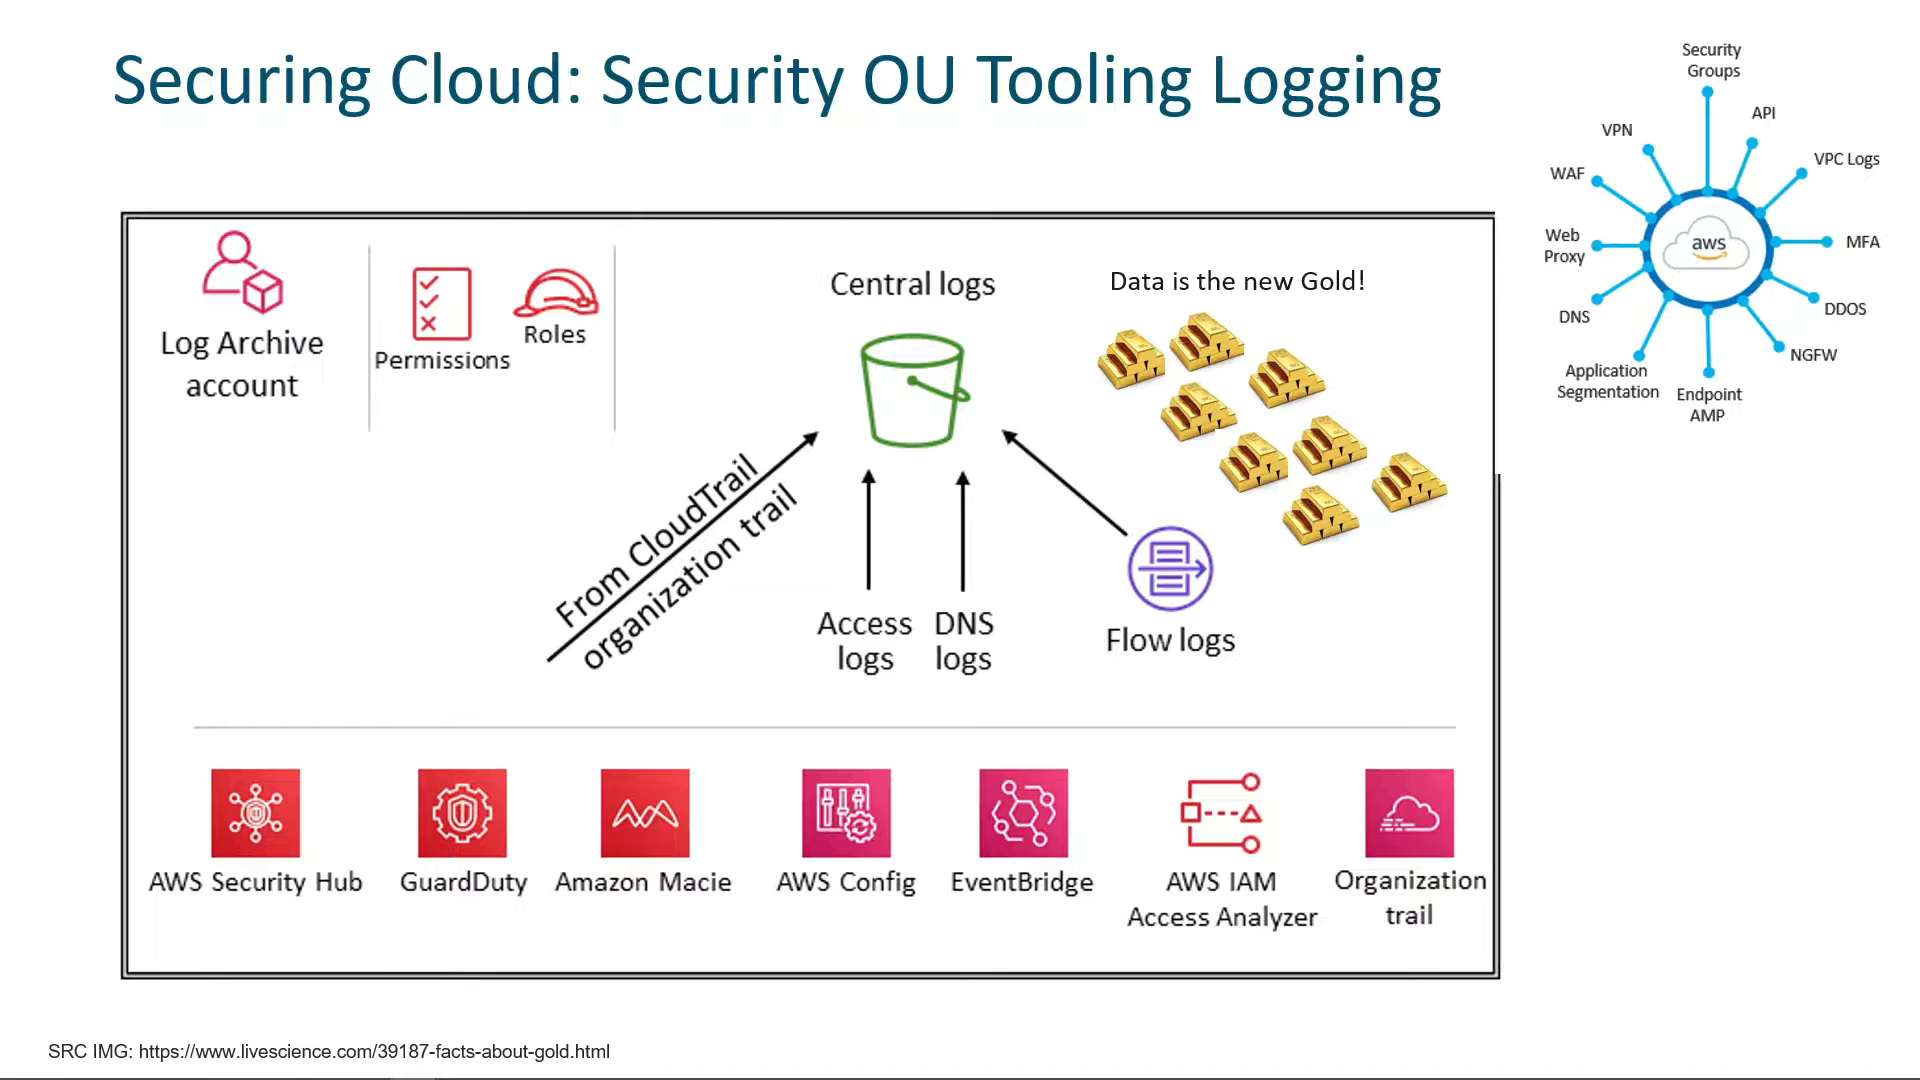 Securing Cloud: Security OU Tooling Logging
Security
Groups
API
VPN
VPC Logs
WAF
Web
Proxy
aws
MFA
DNS
DDOS
NGFW
Application
Segmentation
Endpoint
AMP
Log Archive
account
Permissions
Roles
Central logs
Data is the new Gold!
From CloudTrail
organization trail
Access
logs
DNS
logs
Flow logs
AWS Security Hub
GuardDuty
Amazon Macie
AWS Config
EventBridge
AWS IAM
Access Analyzer
Organization
trail
SRC IMG: https://www.livescience.com/39187-facts-about-gold.html